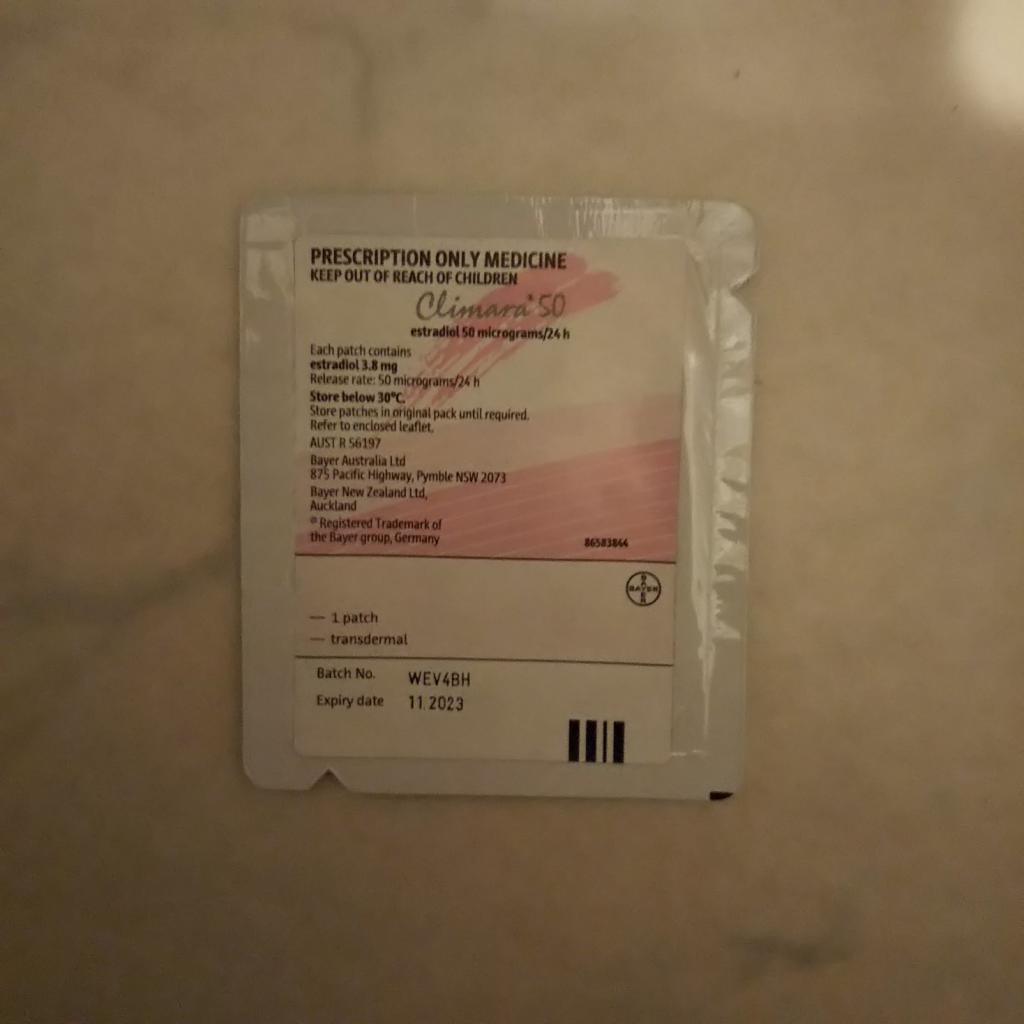 PRESCRIPTION ONLY MEDICINE
KEEP OUT OF REACH OF CHILDREN
Climara® 50
estradiol 50 micrograms/24 h
Each patch contains
estradiol 3.8 mg
Release rate: 50 micrograms/24 h
Store below 30°C.
Store patches in original pack until required.
Refer to enclosed leaflet.
AUST R 56197
Bayer Australia Ltd
875 Pacific Highway, Pymble NSW 2073
Bayer New Zealand Ltd,
Auckland
® Registered Trademark of
the Bayer group, Germany
86583844
BAYER
BAYER
— 1 patch
— transdermal
Batch No. WEV4BH
Expiry date 11.2023